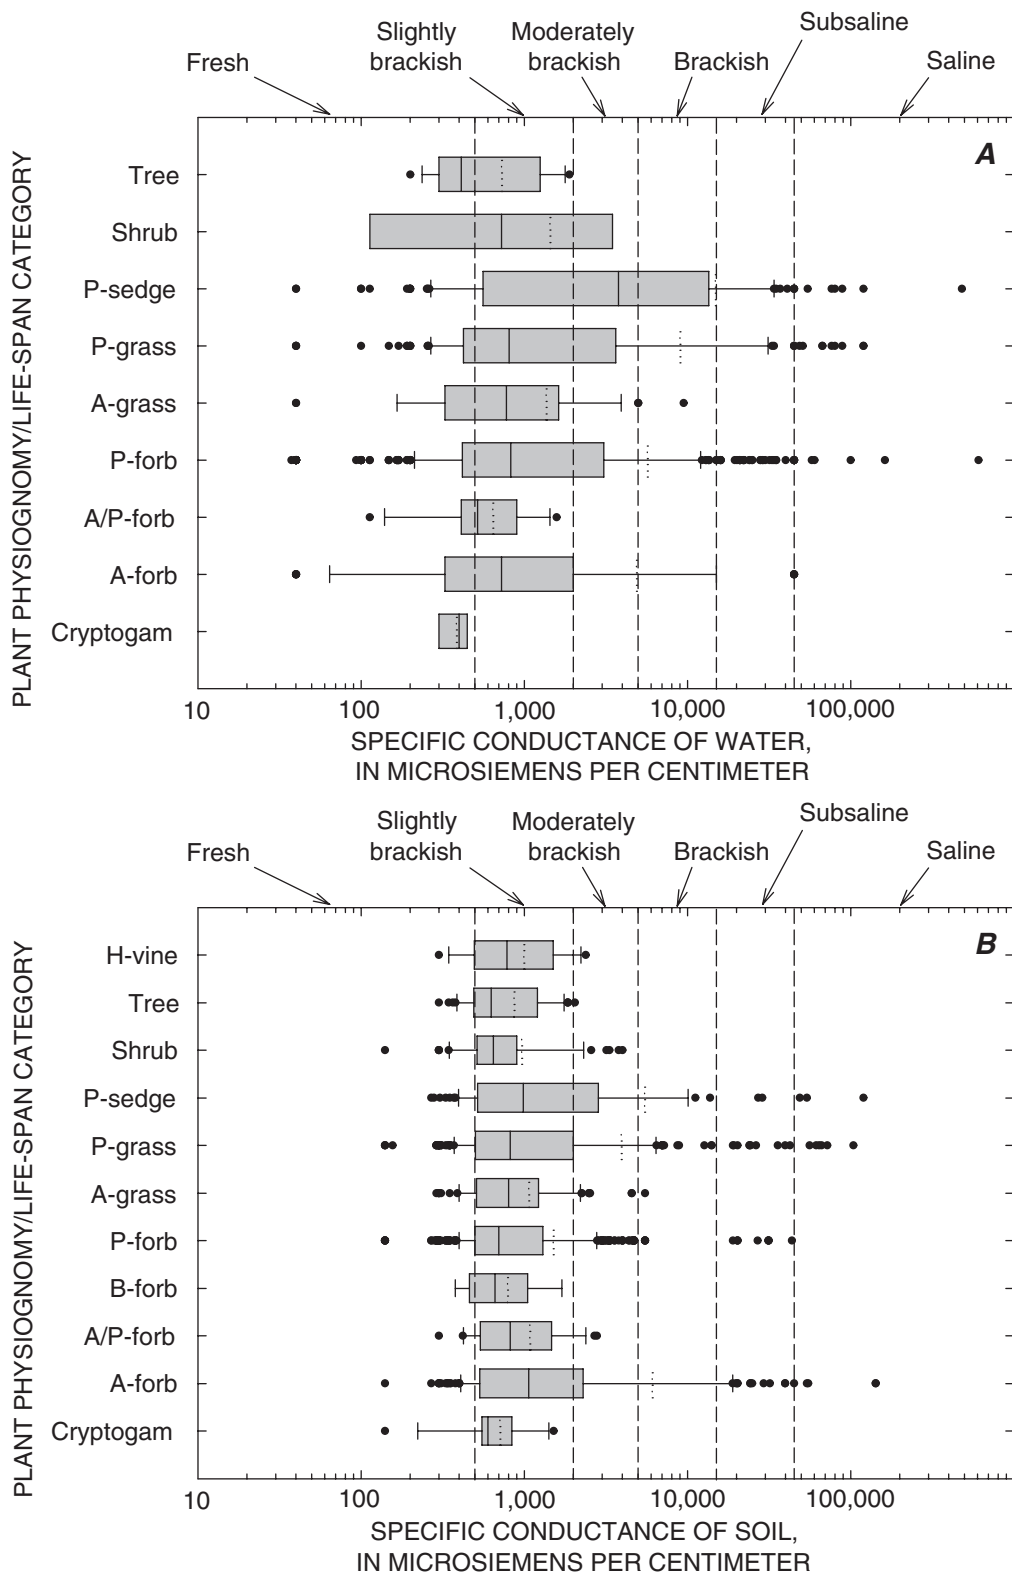 Subsaline
Slightly
brackish
Moderately
brackish
Fresh
Brackish
Saline
A
PLANT PHYSIOGNOMY/LIFE-SPAN CATEGORY
Tree
Shrub
P-sedge
P-grass
A-grass
P-forb
A/P-forb
A-forb
Cryptogam
10
100
1,000
10,000
100,000
SPECIFIC CONDUCTANCE OF WATER,
IN MICROSIEMENS PER CENTIMETER
Subsaline
Slightly
brackish
Moderately
brackish
Fresh
Brackish
Saline
B
PLANT PHYSIOGNOMY/LIFE-SPAN CATEGORY
H-vine
Tree
Shrub
P-sedge
P-grass
A-grass
P-forb
B-forb
A/P-forb
A-forb
Cryptogam
10
100
1,000
10,000
100,000
SPECIFIC CONDUCTANCE OF SOIL,
IN MICROSIEMENS PER CENTIMETER